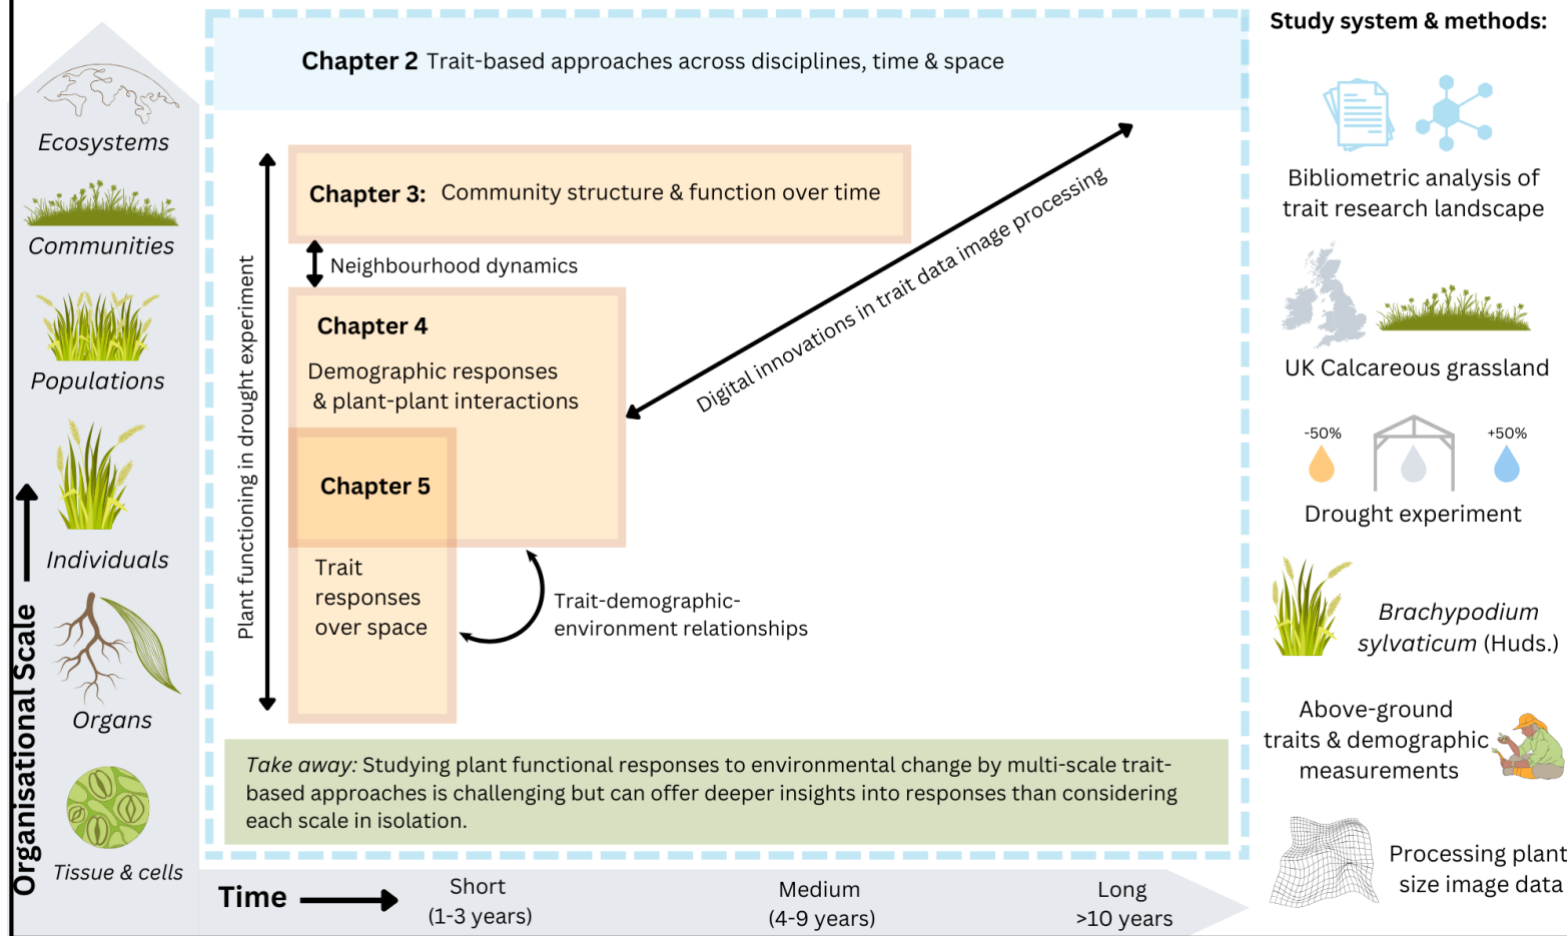 Ecosystems
Communities
Populations
Individuals
Organs
Tissue & cells
Organisational Scale
Chapter 2 Trait-based approaches across disciplines, time & space
Plant functioning in drought experiment
Chapter 3: Community structure & function over time
Neighbourhood dynamics
Chapter 4
Demographic responses
& plant-plant interactions
Digital innovations in trait data image processing
Chapter 5
Trait
responses
over space
Trait-demographic-
environment relationships
Take away: Studying plant functional responses to environmental change by multi-scale trait-
based approaches is challenging but can offer deeper insights into responses than considering
each scale in isolation.
Time
Short
(1-3 years)
Medium
(4-9 years)
Long
>10 years
Study system & methods:
Bibliometric analysis of
trait research landscape
UK Calcareous grassland
-50%
+50%
Drought experiment
Brachypodium
sylvaticum (Huds.)
Above-ground
traits & demographic
measurements
Processing plant
size image data